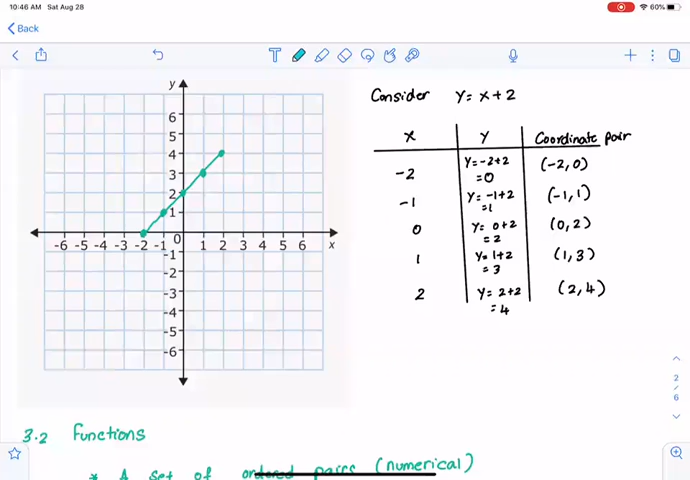 10:46 AM Sat Aug 28
60%
Back
T
y
Consider y = x + 2
x y Coordinate pair
-2 y = -2+2 = 0 (-2, 0)
-1 y = -1+2 = 1 (-1, 1)
0 y = 0+2 = 2 (0, 2)
1 y = 1+2 = 3 (1, 3)
2 y = 2+2 = 4 (2, 4)
6
5
4
3
2
1
-6 -5 -4 -3 -2 -1 0 1 2 3 4 5 6 x
-1
-2
-3
-4
-5
-6
2
/
6
3.2 Functions
* A set of ordered pairs (numerical)